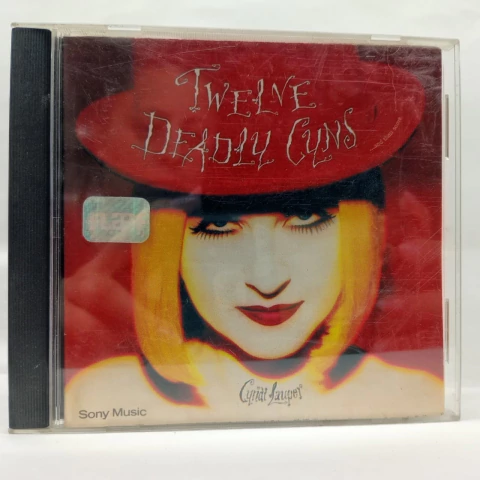 TWELVE
DEADLY CYNS
Cyndi Lauper
Sony Music